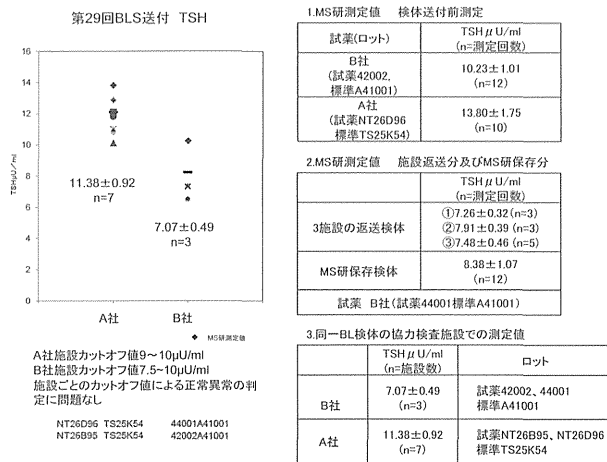 第29回BLS送付 TSH
TSHμU/ml
16
14
12
10
8
6
4
2
0
11.38±0.92
n=7
7.07±0.49
n=3
A社
B社
MS研測定値
A社施設カットオフ値9～10μU/ml
B社施設カットオフ値7.5～10μU/ml
施設ごとのカットオフ値による正常異常の判
定に問題なし
NT26D96 TS25K54 44001A41001
NT26B95 TS25K54 42002A41001
1.MS研測定値 検体送付前測定
試薬(ロット)
TSHμU/ml
(n=測定回数)
B社
(試薬42002,
標準A41001)
10.23±1.01
(n=12)
A社
(試薬NT26D96
標準TS25K54)
13.80±1.75
(n=10)
2.MS研測定値 施設返送分及びMS研保存分
TSHμU/ml
(n=測定回数)
3施設の返送検体
①7.26±0.32(n=3)
②7.91±0.39 (n=3)
③7.48±0.46 (n=5)
MS研保存検体
8.38±1.07
(n=12)
試薬 B社(試薬44001標準A41001)
3.同一BL検体の協力検査施設での測定値
TSHμU/ml
(n=施設数)
ロット
B社
7.07±0.49
(n=3)
試薬42002、44001
標準A41001
A社
11.38±0.92
(n=7)
試薬NT26B95、NT26D96
標準TS25K54